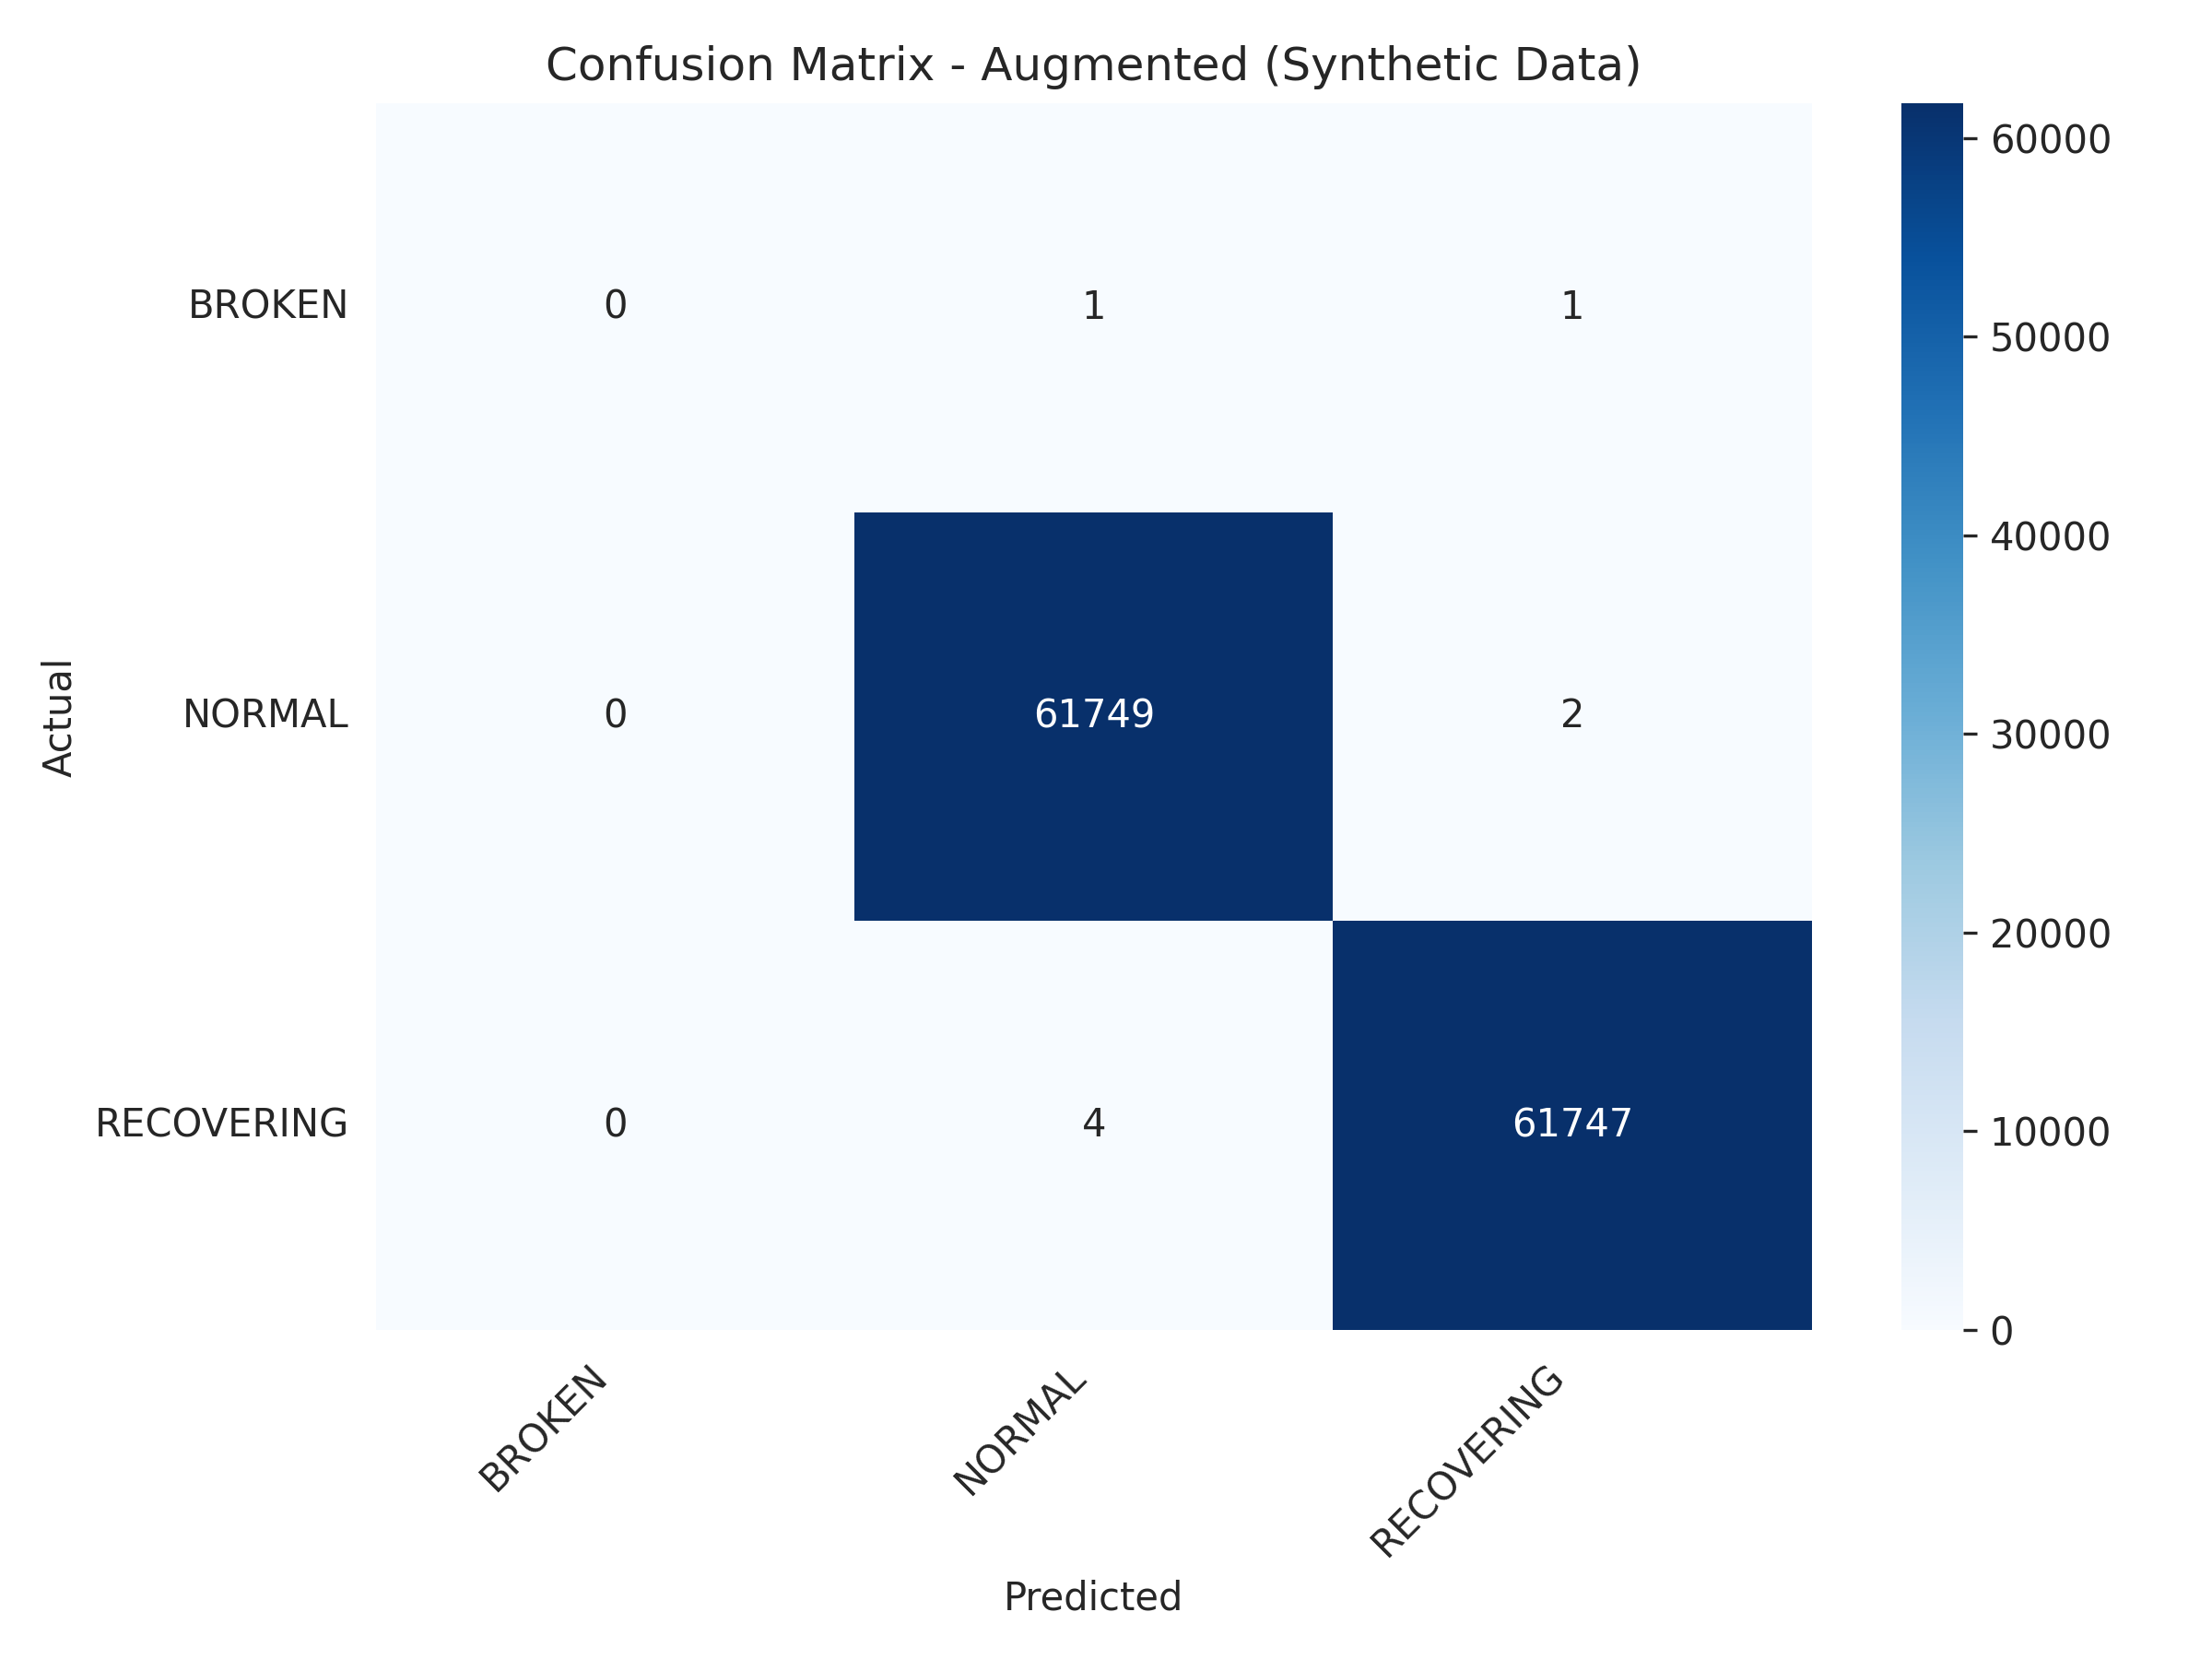 Confusion Matrix - Augmented (Synthetic Data)
Actual
BROKEN 0 1 1
NORMAL 0 61749 2
RECOVERING 0 4 61747
BROKEN NORMAL RECOVERING
Predicted
60000
50000
40000
30000
20000
10000
0